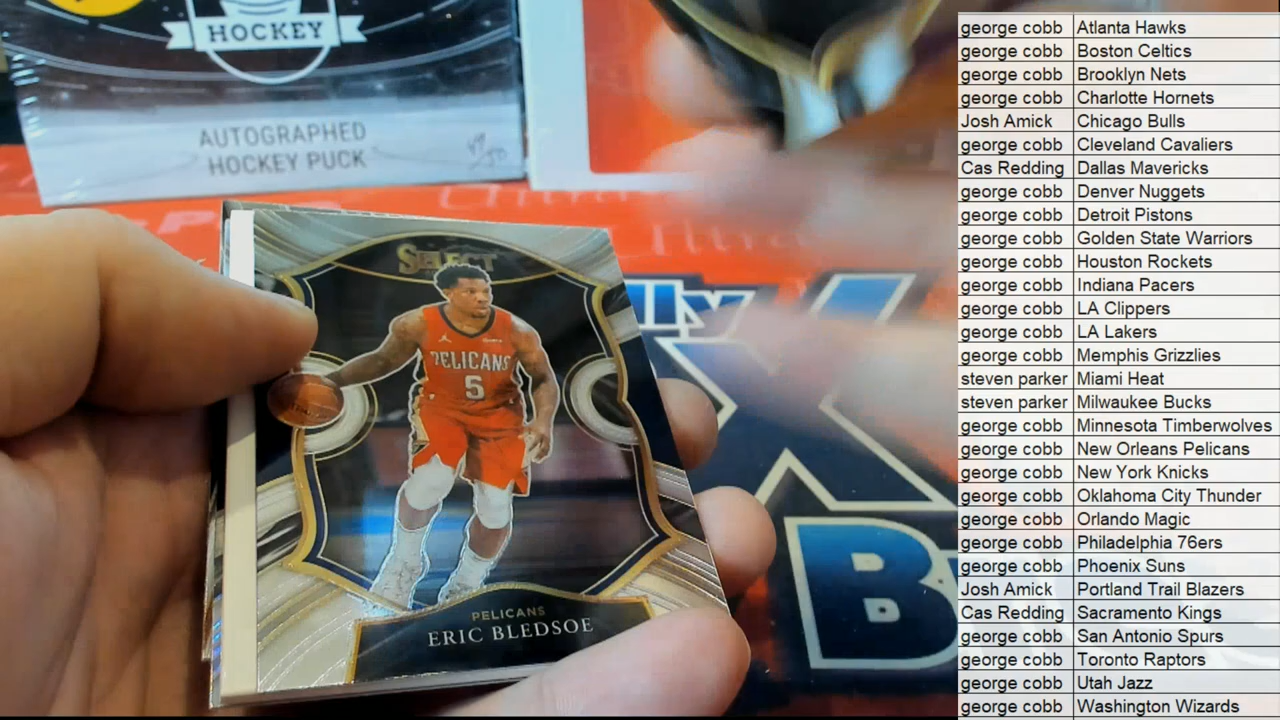 HOCKEY
AUTOGRAPHED
HOCKEY PUCK
SELECT
PELICANS
5
PELICANS
ERIC BLEDSOE
lly
X
B
george cobb Atlanta Hawks
george cobb Boston Celtics
george cobb Brooklyn Nets
george cobb Charlotte Hornets
Josh Amick Chicago Bulls
george cobb Cleveland Cavaliers
Cas Redding Dallas Mavericks
george cobb Denver Nuggets
george cobb Detroit Pistons
george cobb Golden State Warriors
george cobb Houston Rockets
george cobb Indiana Pacers
george cobb LA Clippers
george cobb LA Lakers
george cobb Memphis Grizzlies
steven parker Miami Heat
steven parker Milwaukee Bucks
george cobb Minnesota Timberwolves
george cobb New Orleans Pelicans
george cobb New York Knicks
george cobb Oklahoma City Thunder
george cobb Orlando Magic
george cobb Philadelphia 76ers
george cobb Phoenix Suns
Josh Amick Portland Trail Blazers
Cas Redding Sacramento Kings
george cobb San Antonio Spurs
george cobb Toronto Raptors
george cobb Utah Jazz
george cobb Washington Wizards